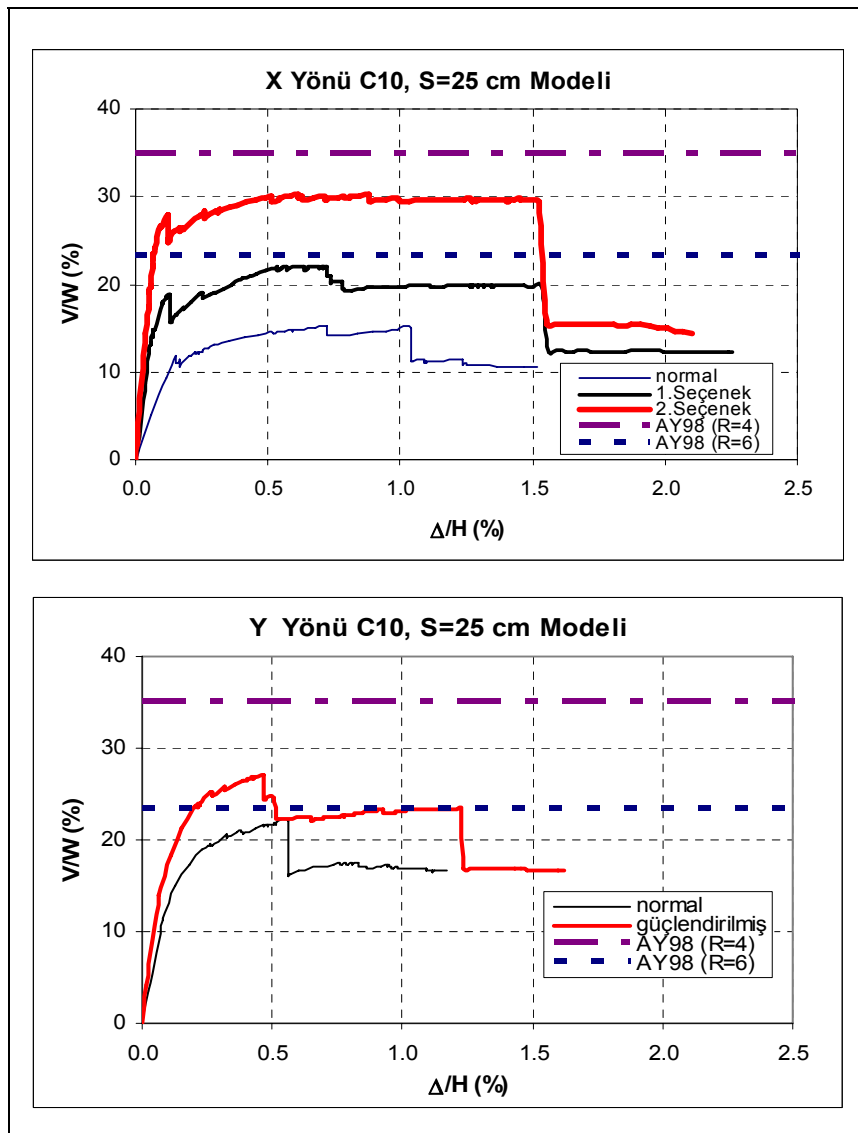 X Yönü C10, S=25 cm Modeli
40
30
20
10
0
V/W (%)
0.0 0.5 1.0 1.5 2.0 2.5
Δ/H (%)
normal
1.Seçenek
2.Seçenek
AY98 (R=4)
AY98 (R=6)
Y Yönü C10, S=25 cm Modeli
40
30
20
10
0
V/W (%)
0.0 0.5 1.0 1.5 2.0 2.5
Δ/H (%)
normal
güçlendirilmiş
AY98 (R=4)
AY98 (R=6)